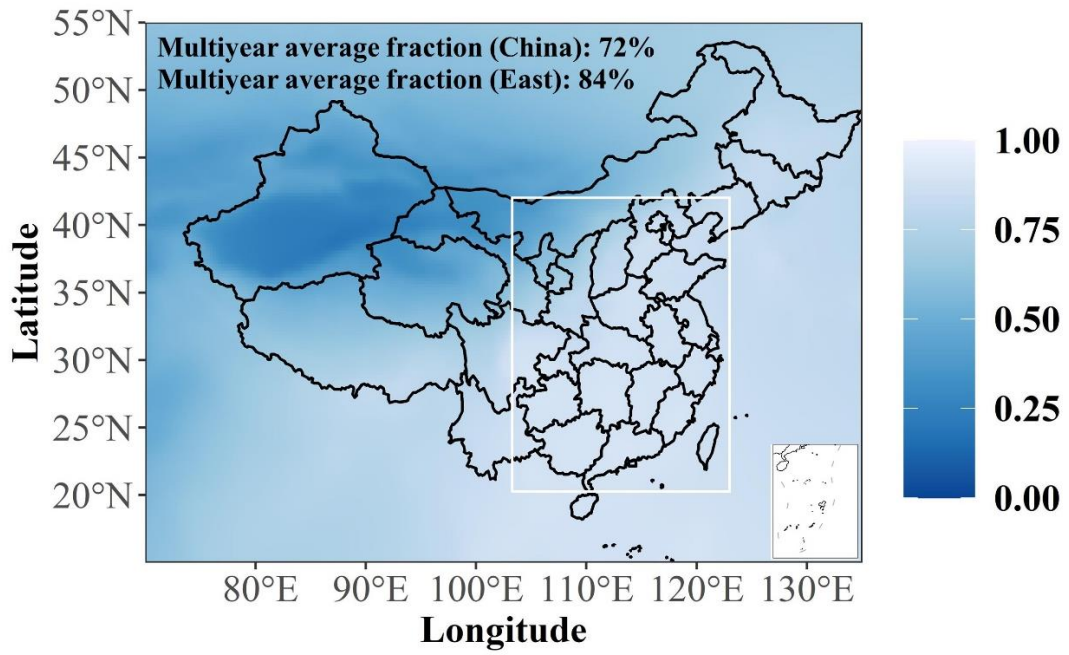 Multiyear average fraction (China): 72%
Multiyear average fraction (East): 84%
55°N
50°N
45°N
40°N
35°N
30°N
25°N
20°N
Latitude
80°E
90°E
100°E
110°E
120°E
130°E
Longitude
1.00
0.75
0.50
0.25
0.00